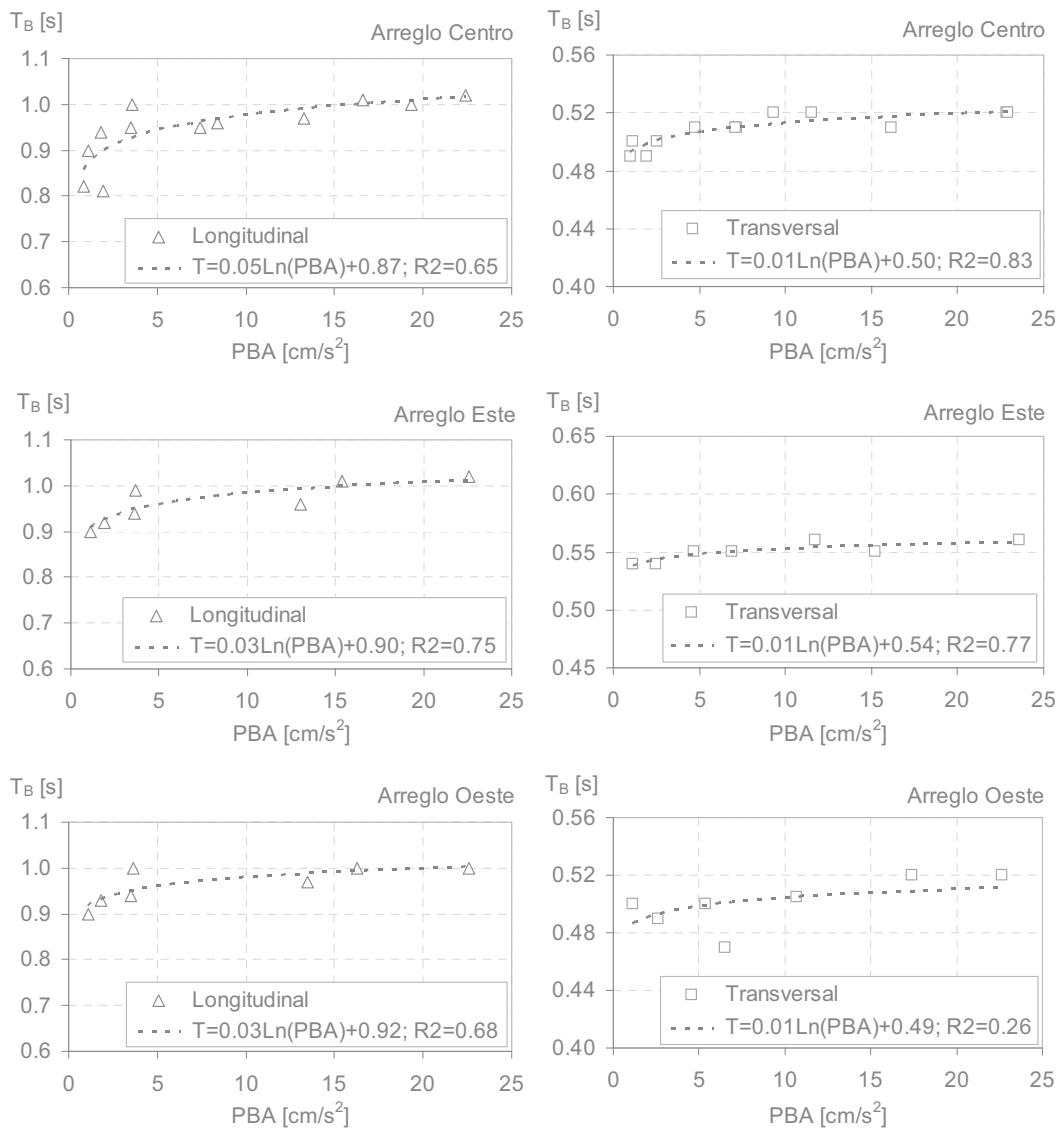 T_B [s]
Arreglo Centro
1.1
1.0
0.9
0.8
0.7
0.6
Longitudinal
T=0.05Ln(PBA)+0.87; R2=0.65
0 5 10 15 20 25
PBA [cm/s²]
T_B [s]
Arreglo Centro
0.56
0.52
0.48
0.44
0.40
Transversal
T=0.01Ln(PBA)+0.50; R2=0.83
0 5 10 15 20 25
PBA [cm/s²]
T_B [s]
Arreglo Este
1.1
1.0
0.9
0.8
0.7
0.6
Longitudinal
T=0.03Ln(PBA)+0.90; R2=0.75
0 5 10 15 20 25
PBA [cm/s²]
T_B [s]
Arreglo Este
0.65
0.60
0.55
0.50
0.45
Transversal
T=0.01Ln(PBA)+0.54; R2=0.77
0 5 10 15 20 25
PBA [cm/s²]
T_B [s]
Arreglo Oeste
1.1
1.0
0.9
0.8
0.7
0.6
Longitudinal
T=0.03Ln(PBA)+0.92; R2=0.68
0 5 10 15 20 25
PBA [cm/s²]
T_B [s]
Arreglo Oeste
0.56
0.52
0.48
0.44
0.40
Transversal
T=0.01Ln(PBA)+0.49; R2=0.26
0 5 10 15 20 25
PBA [cm/s²]